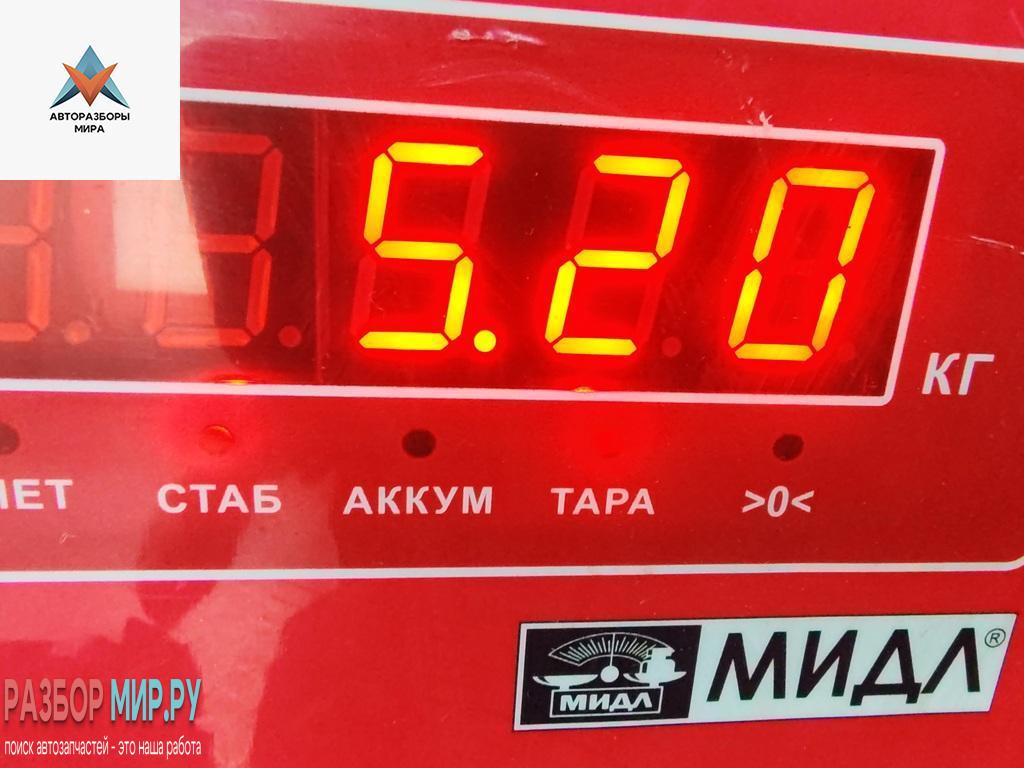 АВТОРАЗБОРЫ
МИРА
5.20
КГ
СТАБ АККУМ ТАРА >0<
МИДЛ МИДЛ®
РАЗБОР МИР.РУ
поиск автозапчастей - это наша работа